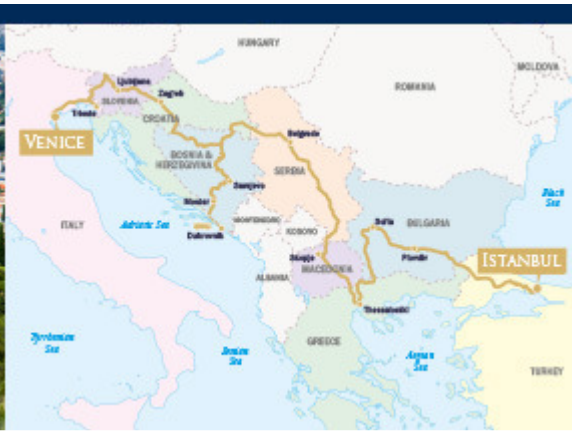 HUNGARY
MOLDOVA
ROMANIA
Ljubljana
SLOVENIA
Zagreb
Trieste
CROATIA
VENICE
Belgrade
BOSNIA &
HERZEGOVINA
SERBIA
Sarajevo
Mostar
Black
Sea
ITALY
Adriatic Sea
MONTENEGRO
Sofia
BULGARIA
Dubrovnik
KOSOVO
Skopje
Plovdiv
ISTANBUL
MACEDONIA
ALBANIA
Thessaloniki
Tyrrhenian
Sea
GREECE
Ionian
Sea
Aegean
Sea
TURKEY